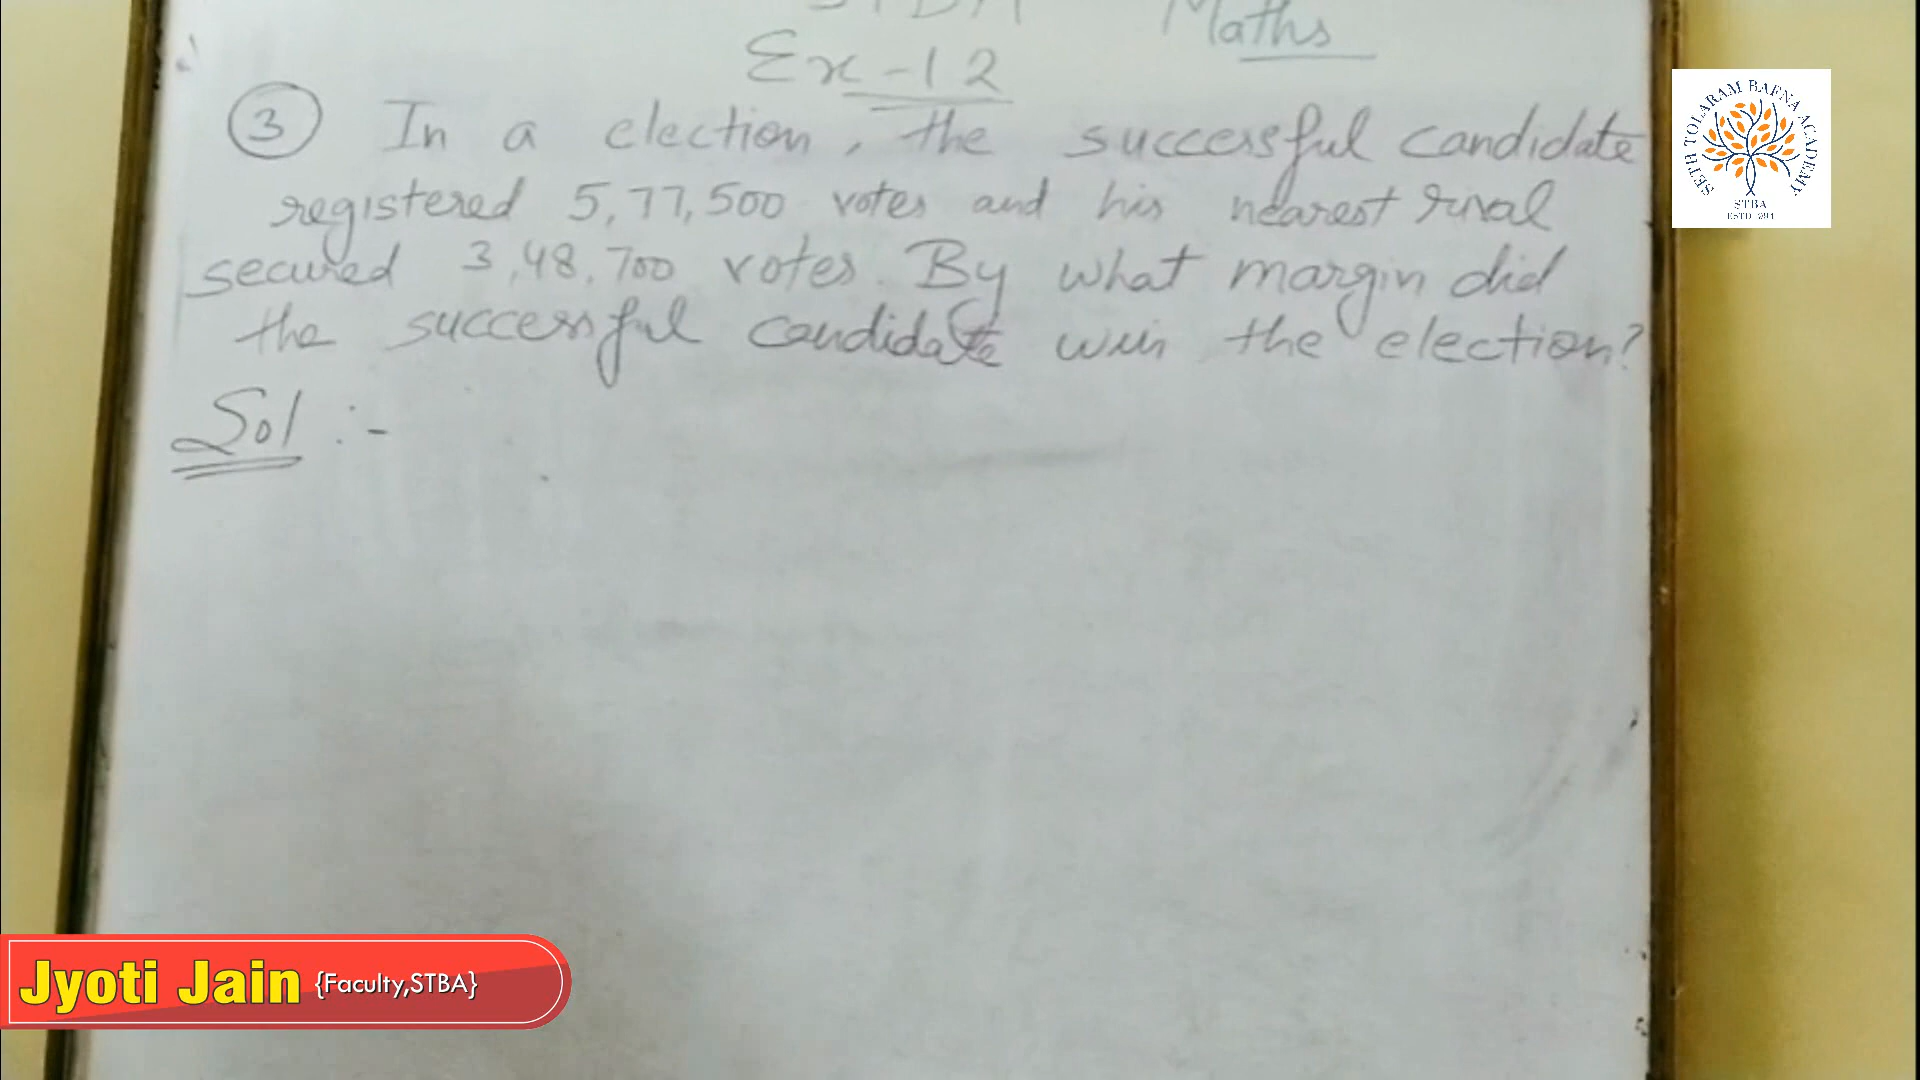 Maths
Ex-12
3 In a election, the successful candidate
registered 5,77,500 votes and his nearest rival
secured 3,48,700 votes. By what margin did
the successful candidate win the election?
Sol :-
SETH TOLARAM BAFNA ACADEMY
STBA
Jyoti Jain {Faculty,STBA}